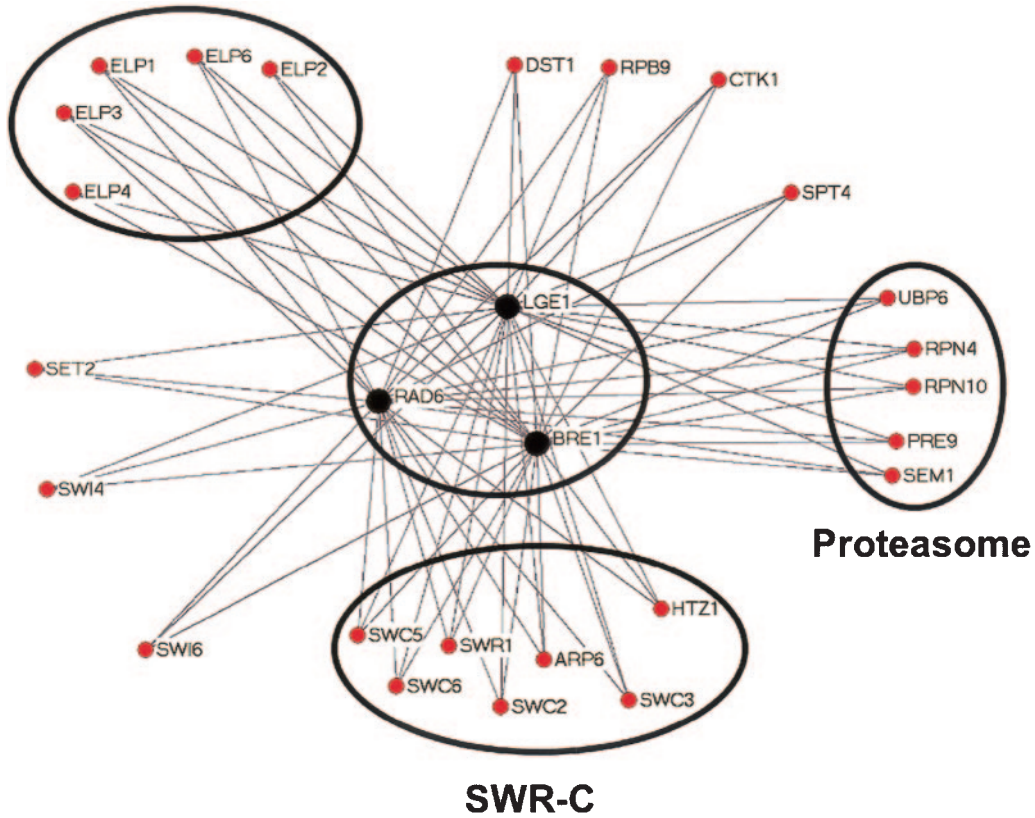 ELP1
ELP6
ELP2
ELP3
ELP4
DST1
RPB9
CTK1
SPT4
LGE1
RAD6
BRE1
UBP6
RPN4
RPN10
PRE9
SEM1
Proteasome
SET2
SWI4
SWI6
HTZ1
SWC5
SWR1
ARP6
SWC6
SWC2
SWC3
SWR-C